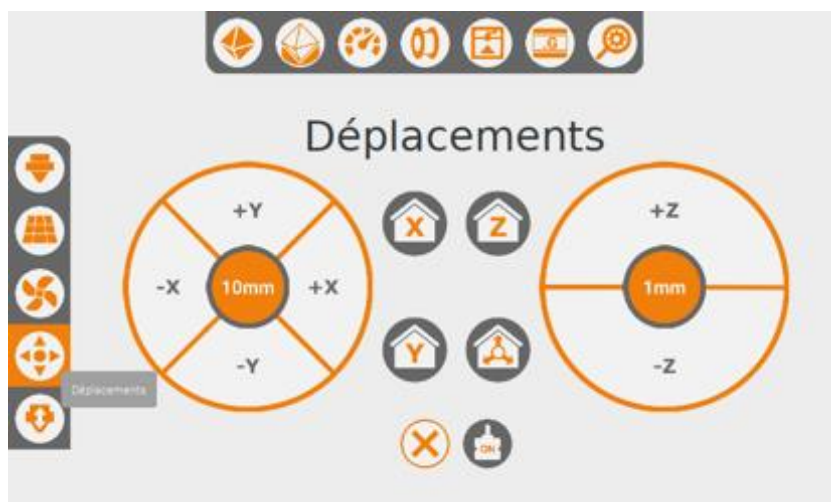 G
Déplacements
+Y
-X
10mm
+X
-Y
X
Z
Y
+Z
1mm
-Z
Déplacements
ON